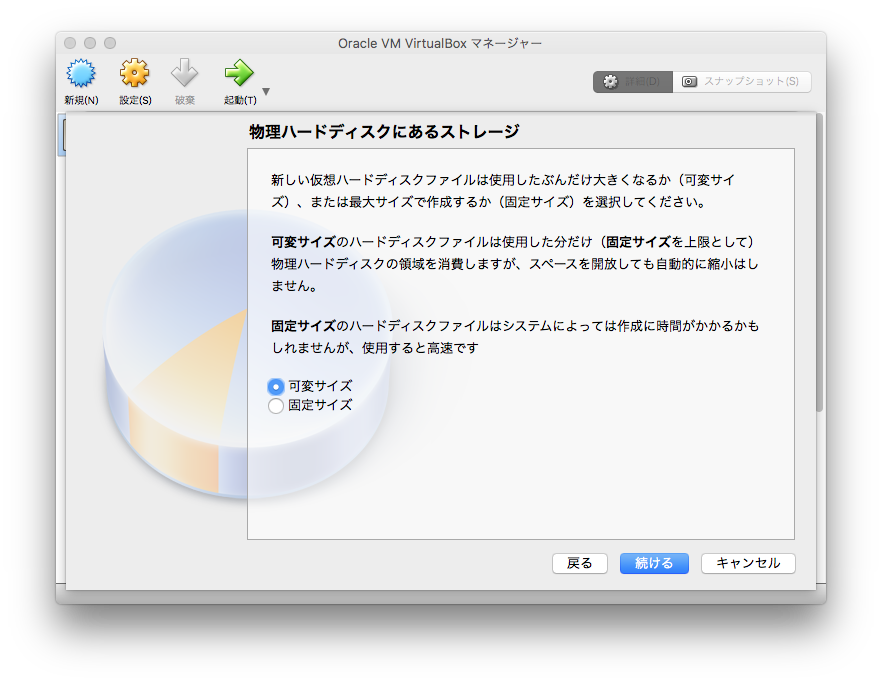 Oracle VM VirtualBox マネージャー
新規(N)
設定(S)
破棄
起動(T)
詳細(D)
スナップショット(S)
物理ハードディスクにあるストレージ
新しい仮想ハードディスクファイルは使用したぶんだけ大きくなるか（可変サイ
ズ）、または最大サイズで作成するか（固定サイズ）を選択してください。
可変サイズのハードディスクファイルは使用した分だけ（固定サイズを上限として）
物理ハードディスクの領域を消費しますが、スペースを開放しても自動的に縮小はし
ません。
固定サイズのハードディスクファイルはシステムによっては作成に時間がかかるかも
しれませんが、使用すると高速です
可変サイズ
固定サイズ
戻る
続ける
キャンセル